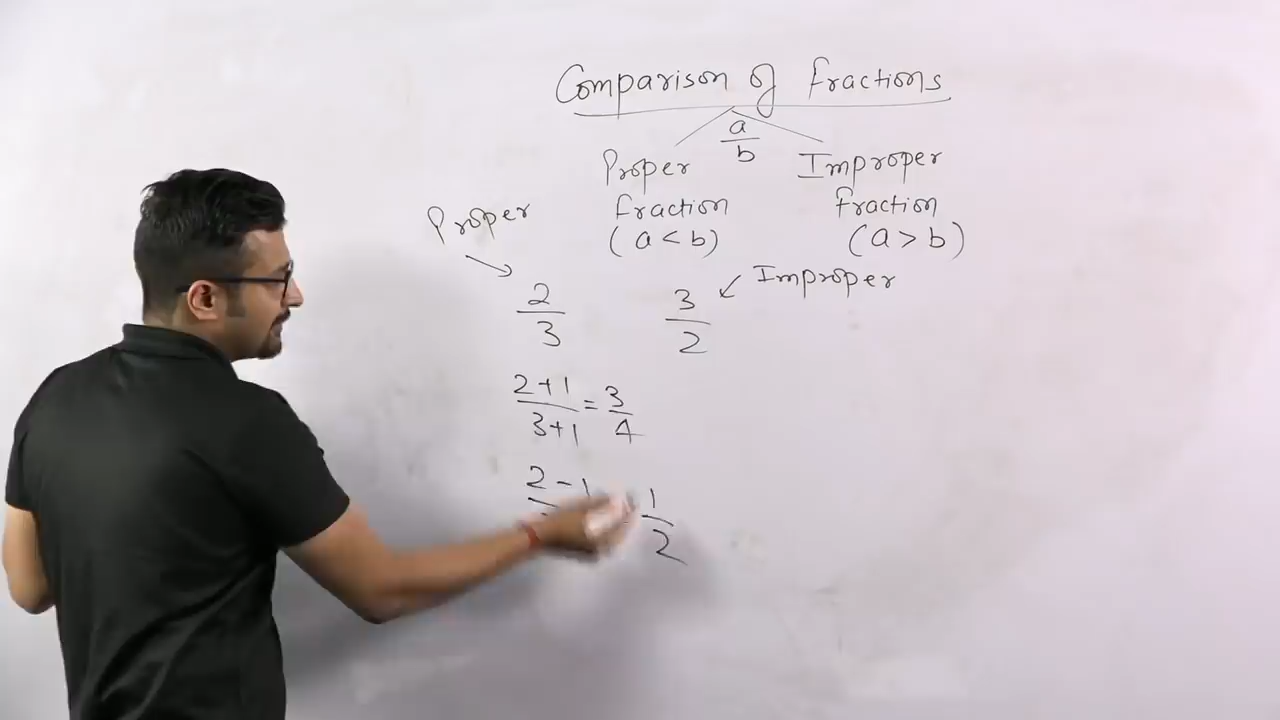 Comparison of fractions
a
b
Proper
fraction
(a < b)
Improper
fraction
(a > b)
Proper
2
3
3
2
Improper
2+1
3+1
= 3
4
2-1
1
2